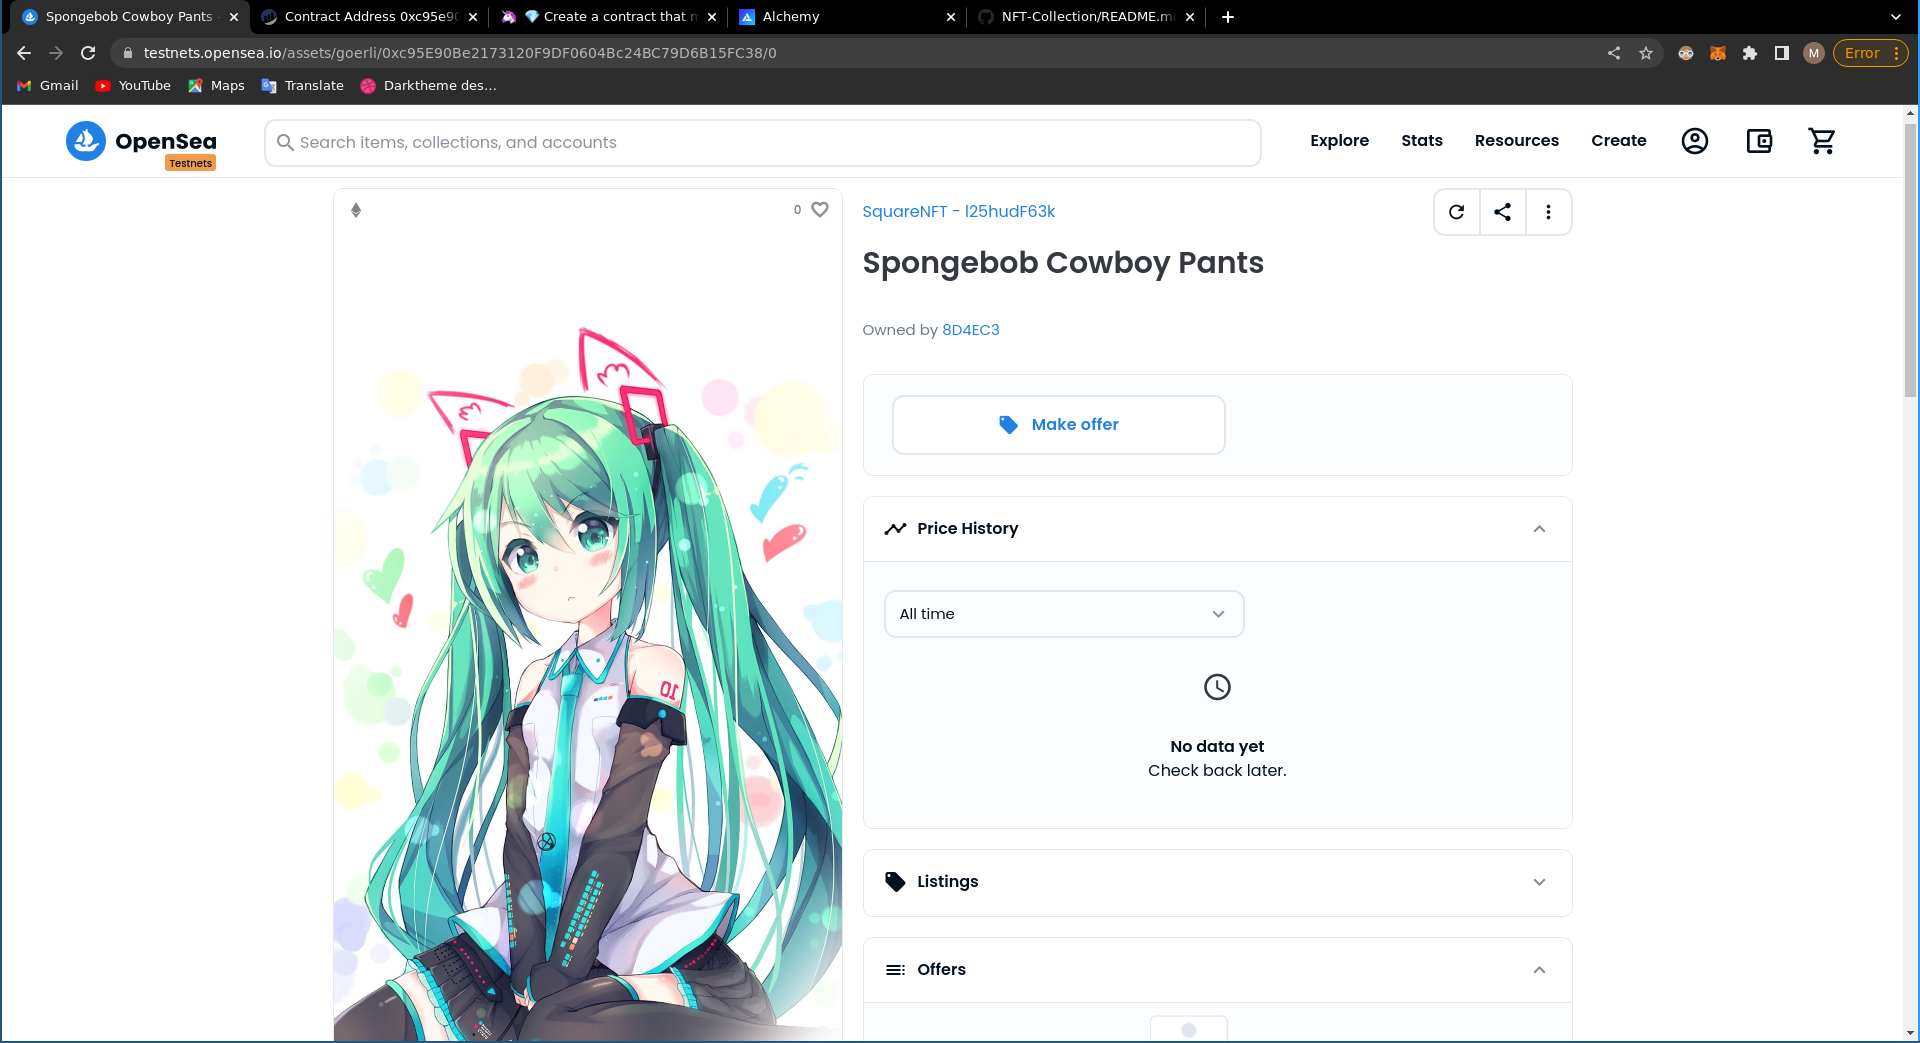 Spongebob Cowboy Pants
Contract Address 0xc95e90
Create a contract that
Alchemy
NFT-Collection/README.m
testnets.opensea.io/assets/goerli/0xc95E90Be2173120F9DF0604Bc24BC79D6B15FC38/0
M
Error
Gmail
YouTube
Maps
Translate
Darktheme des...
OpenSea
Testnets
Search items, collections, and accounts
Explore
Stats
Resources
Create
0
SquareNFT - l25hudF63k
Spongebob Cowboy Pants
Owned by 8D4EC3
Make offer
Price History
All time
No data yet
Check back later.
Listings
Offers
01